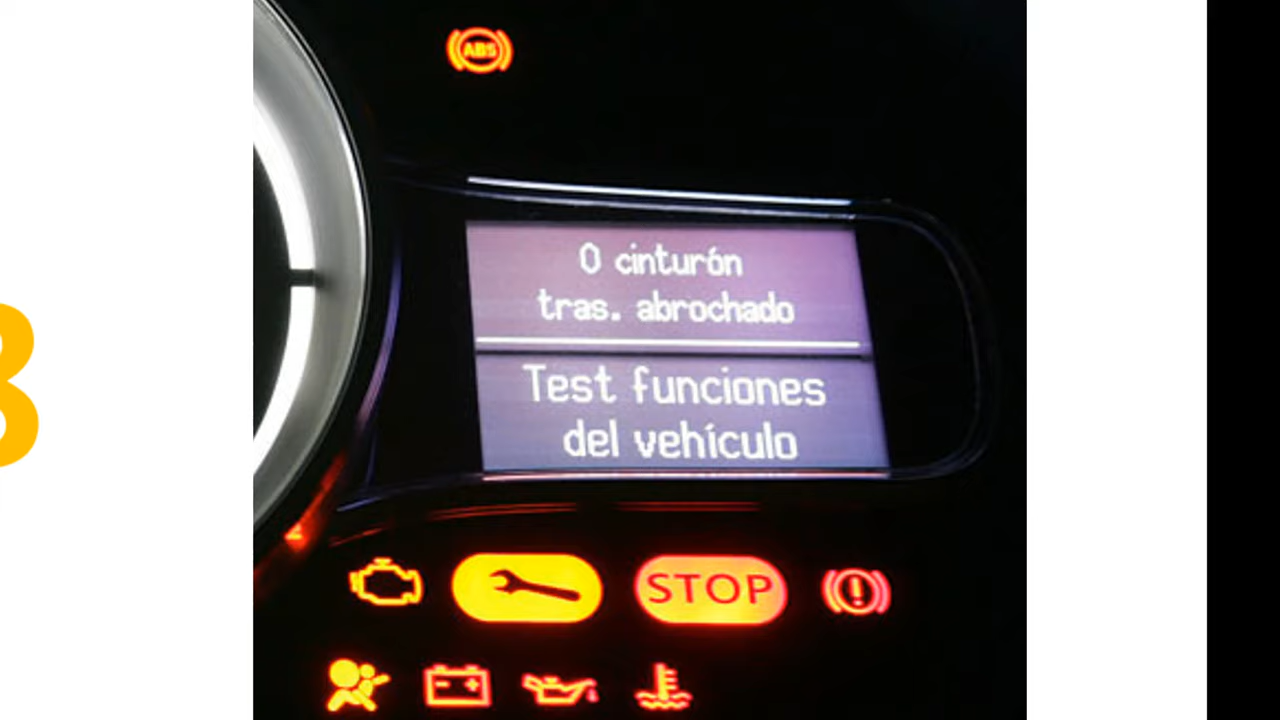 ABS
0 cinturón
tras. abrochado
Test funciones
del vehículo
STOP